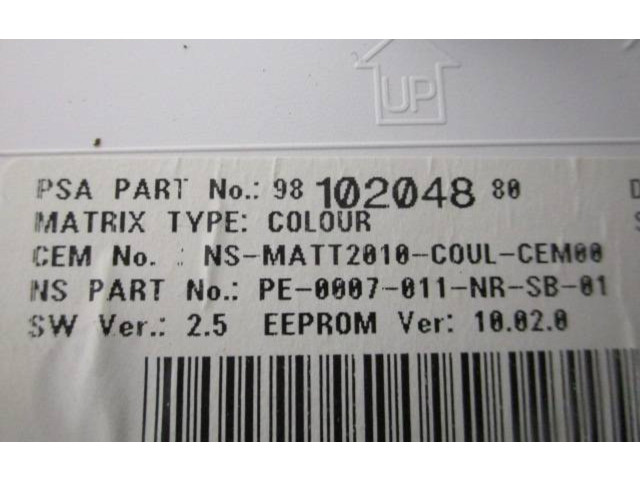 UP
PSA PART No.: 98 102048 80
MATRIX TYPE: COLOUR
CEM No. : NS-MATT2010-COUL-CEM00
NS PART No.: PE-0007-011-NR-SB-01
SW Ver.: 2.5 EEPROM Ver: 10.02.0